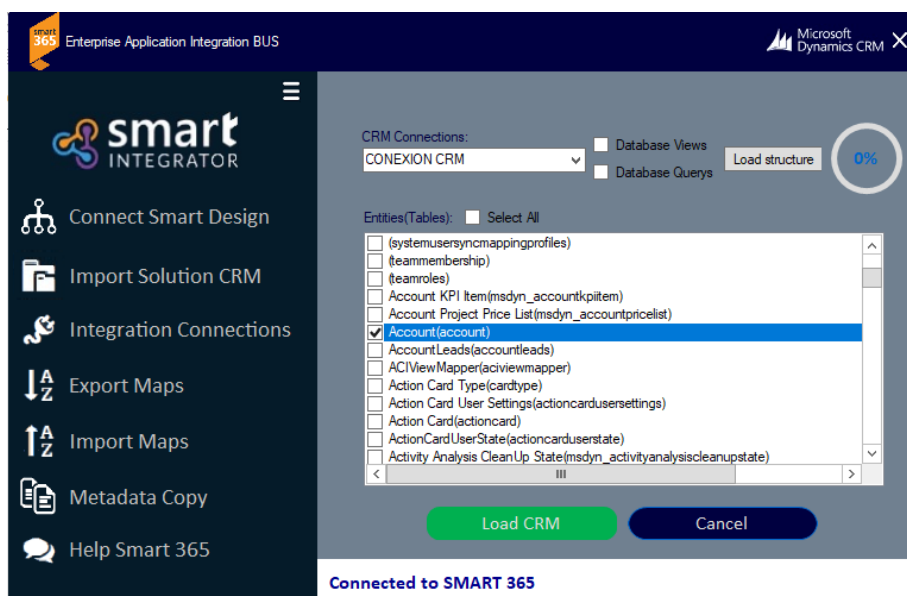 smart
365
Enterprise Application Integration BUS
Microsoft
Dynamics CRM
smart
INTEGRATOR
Connect Smart Design
Import Solution CRM
Integration Connections
Export Maps
Import Maps
Metadata Copy
Help Smart 365
CRM Connections:
CONEXION CRM
Database Views
Database Querys
Load structure
0%
Entities(Tables):
Select All
(systemusersyncmappingprofiles)
(teammembership)
(teamroles)
Account KPI Item(msdyn_accountkpiitem)
Account Project Price List(msdyn_accountpricelist)
Account(account)
AccountLeads(accountleads)
ACIViewMapper(aciviewmapper)
Action Card Type(cardtype)
Action Card User Settings(actioncardusersettings)
Action Card(actioncard)
ActionCardUserState(actioncarduserstate)
Activity Analysis CleanUp State(msdyn_activityanalysiscleanupstate)
Load CRM
Cancel
Connected to SMART 365